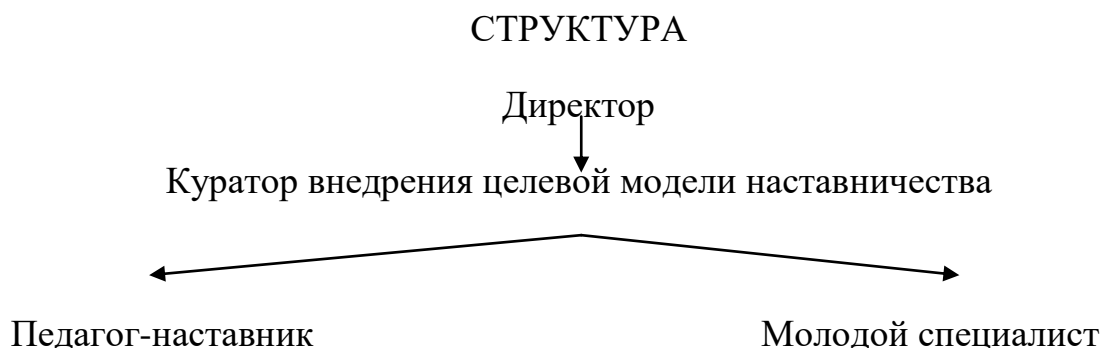 СТРУКТУРА
Директор
Куратор внедрения целевой модели наставничества
Педагог-наставник Молодой специалист